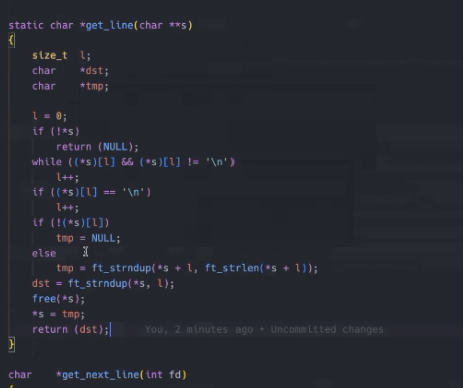 static char *get_line(char **s)
{
    size_t  l;
    char    *dst;
    char    *tmp;

    l = 0;
    if (!*s)
        return (NULL);
    while ((*s)[l] && (*s)[l] != '\n')
        l++;
    if ((*s)[l] == '\n')
        l++;
    if (!(*s)[l])
        tmp = NULL;
    else
        tmp = ft_strndup(*s + l, ft_strlen(*s + l));
    dst = ft_strndup(*s, l);
    free(*s);
    *s = tmp;
    return (dst);     You, 2 minutes ago • Uncommitted changes
}

char    *get_next_line(int fd)